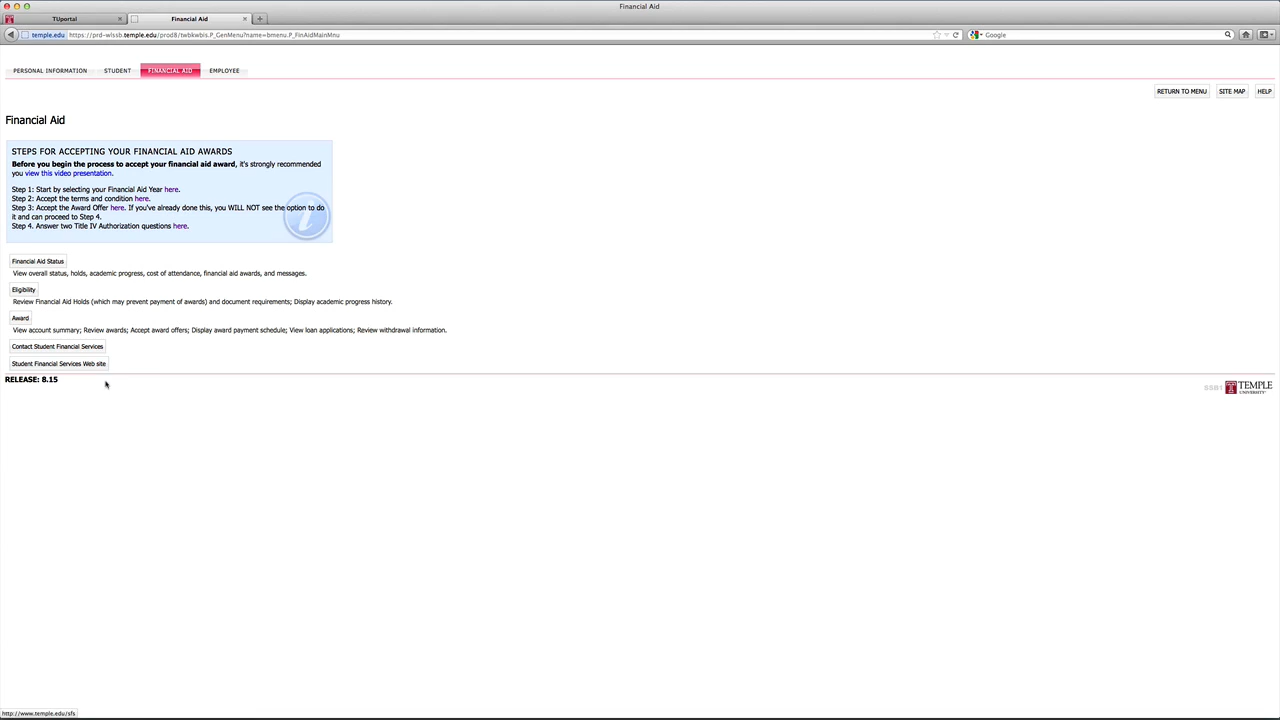 Financial Aid
TUportal
Financial Aid
temple.edu https://prd-wlssb.temple.edu/prod8/twbkwbis.P_GenMenu?name=bmenu.P_FinAidMainMnu
Google
PERSONAL INFORMATION STUDENT FINANCIAL AID EMPLOYEE
RETURN TO MENU SITE MAP HELP
Financial Aid
STEPS FOR ACCEPTING YOUR FINANCIAL AID AWARDS
Before you begin the process to accept your financial aid award, it's strongly recommended
you view this video presentation.
Step 1: Start by selecting your Financial Aid Year here.
Step 2: Accept the terms and condition here.
Step 3: Accept the Award Offer here. If you've already done this, you WILL NOT see the option to do
it and can proceed to Step 4.
Step 4. Answer two Title IV Authorization questions here.
Financial Aid Status
View overall status, holds, academic progress, cost of attendance, financial aid awards, and messages.
Eligibility
Review Financial Aid Holds (which may prevent payment of awards) and document requirements; Display academic progress history.
Award
View account summary; Review awards; Accept award offers; Display award payment schedule; View loan applications; Review withdrawal information.
Contact Student Financial Services
Student Financial Services Web site
RELEASE: 8.15
SSB1 TEMPLE
UNIVERSITY
http://www.temple.edu/sfs